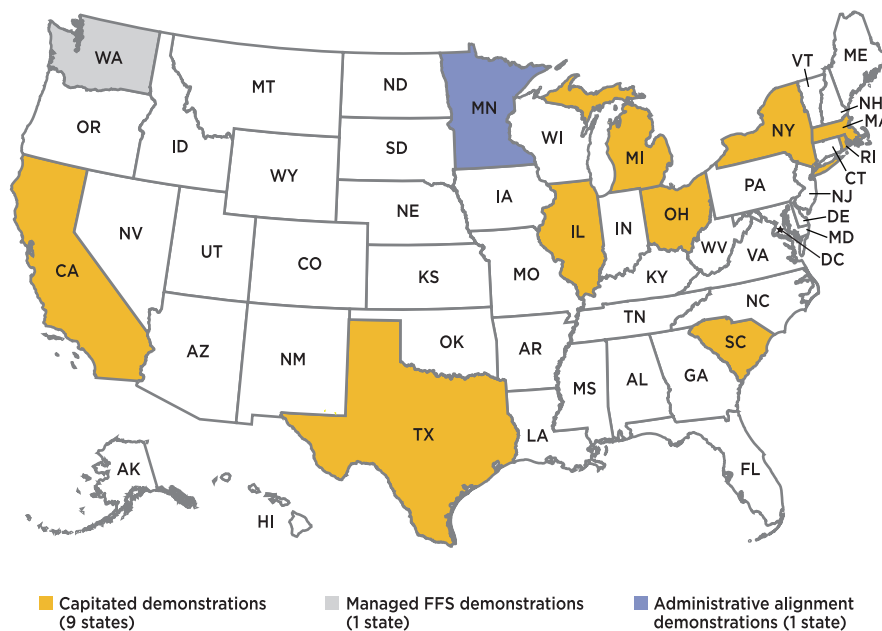 WA
MT
ND
MN
VT
ME
NH
MA
OR
ID
SD
WI
MI
NY
RI
CT
WY
IA
PA
NJ
NE
IL
IN
OH
DE
MD
DC
NV
UT
CO
KS
MO
WV
VA
KY
CA
NC
TN
AZ
NM
OK
AR
SC
MS
AL
GA
TX
LA
FL
AK
HI
Capitated demonstrations
(9 states)
Managed FFS demonstrations
(1 state)
Administrative alignment
demonstrations (1 state)